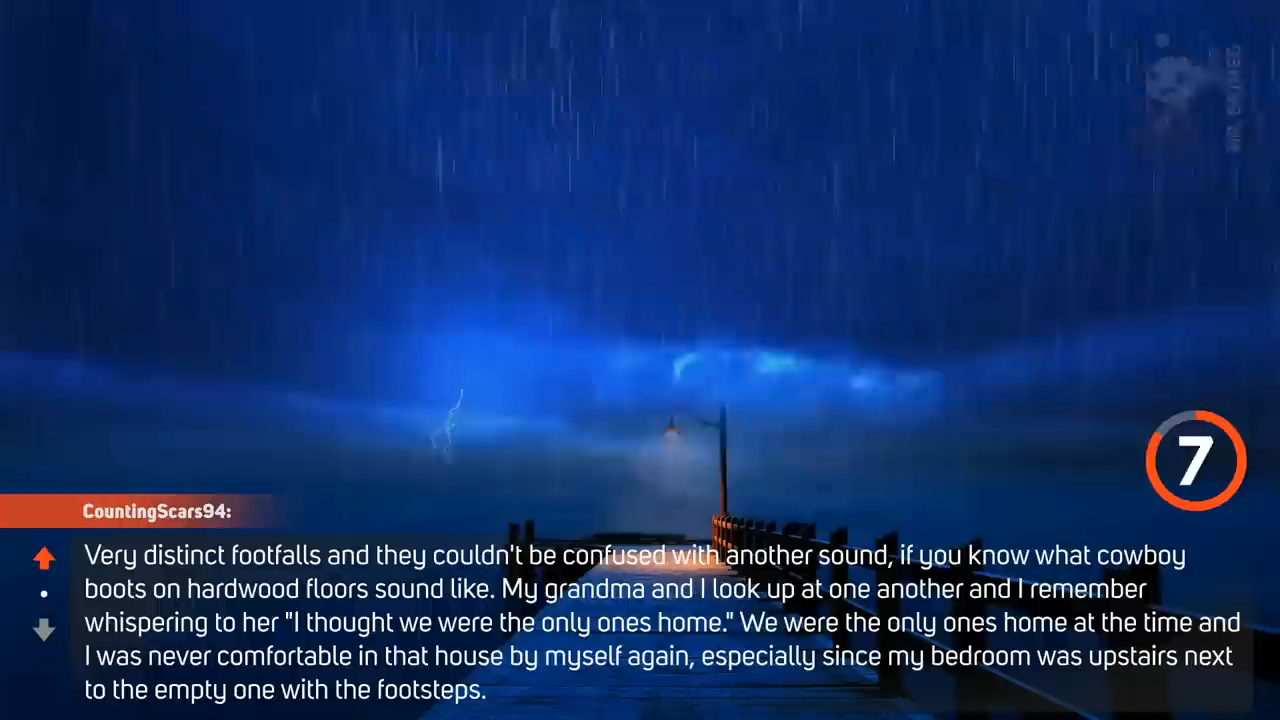 7
CountingScars94:
Very distinct footfalls and they couldn't be confused with another sound, if you know what cowboy
boots on hardwood floors sound like. My grandma and I look up at one another and I remember
whispering to her "I thought we were the only ones home." We were the only ones home at the time and
I was never comfortable in that house by myself again, especially since my bedroom was upstairs next
to the empty one with the footsteps.